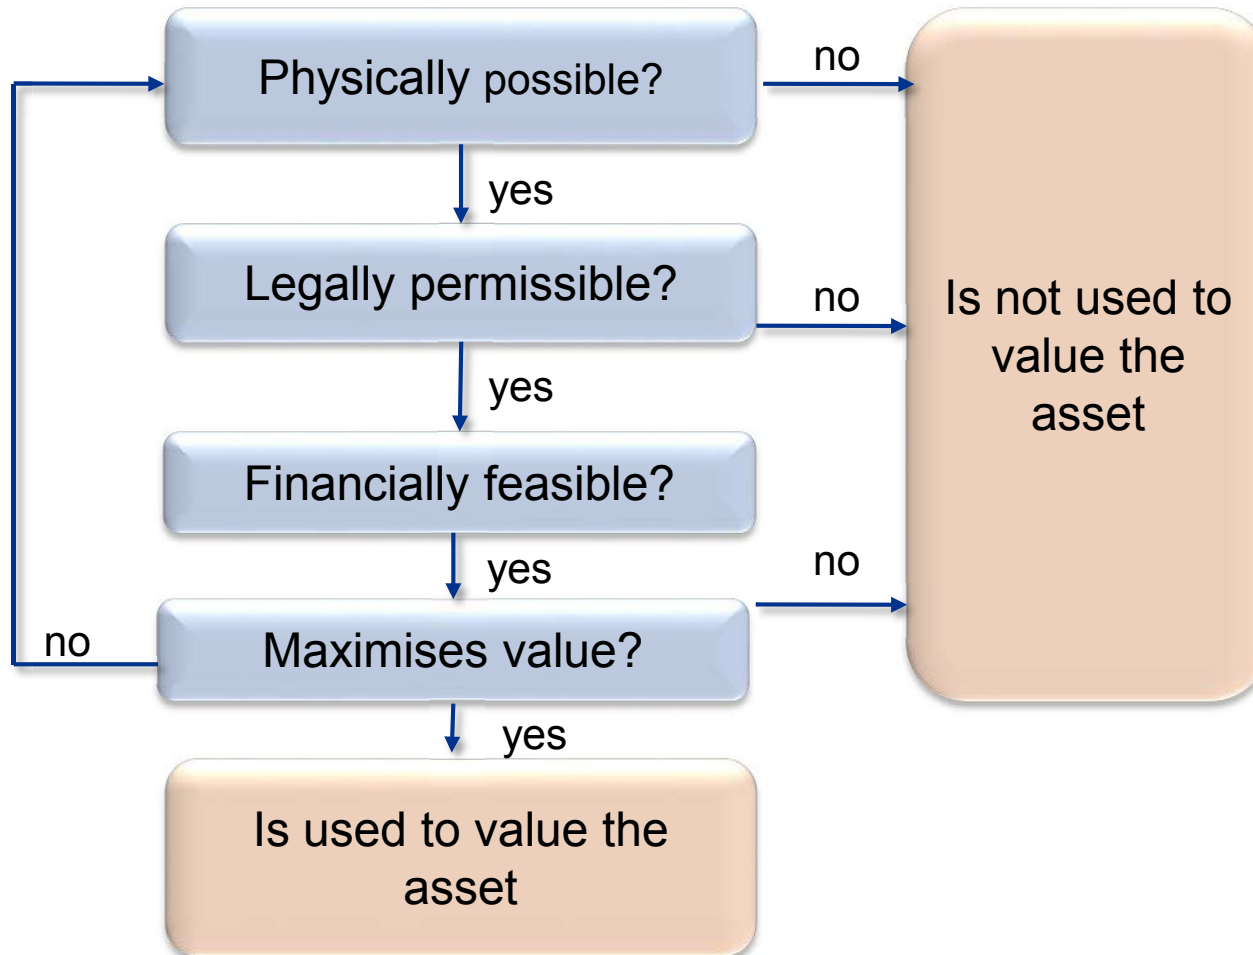 Physically possible?
no
yes
Legally permissible?
no
yes
Is not used to
value the
asset
Financially feasible?
yes
no
Maximises value?
no
yes
Is used to value the
asset